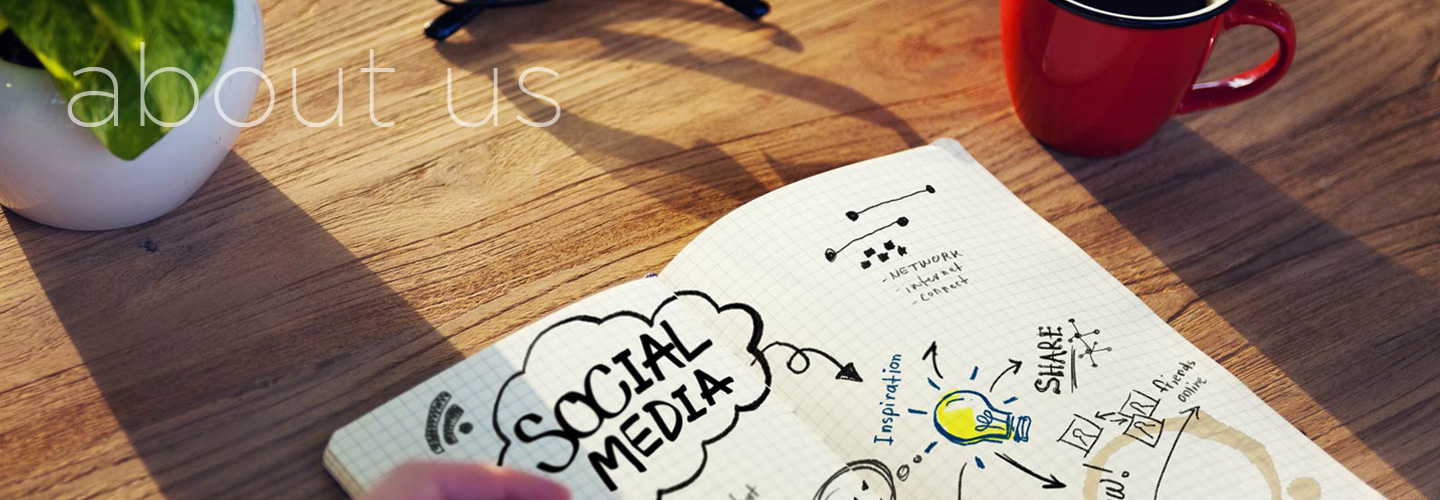 about us
- NETWORK
- internet
- connect
SOCIAL
MEDIA
Inspiration
SHARE
friends
online